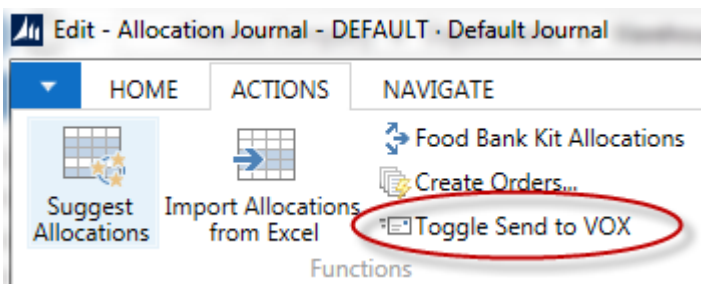 Edit - Allocation Journal - DEFAULT · Default Journal
HOME ACTIONS NAVIGATE
Suggest Allocations
Import Allocations from Excel
Food Bank Kit Allocations
Create Orders...
Toggle Send to VOX
Functions